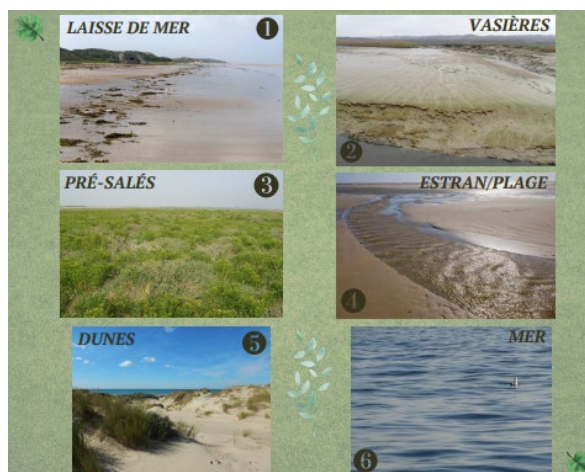 LAISSE DE MER ❶
VASIÈRES
❷
PRÉ-SALÉS ❸
ESTRAN/PLAGE
❹
DUNES ❺
MER
❻